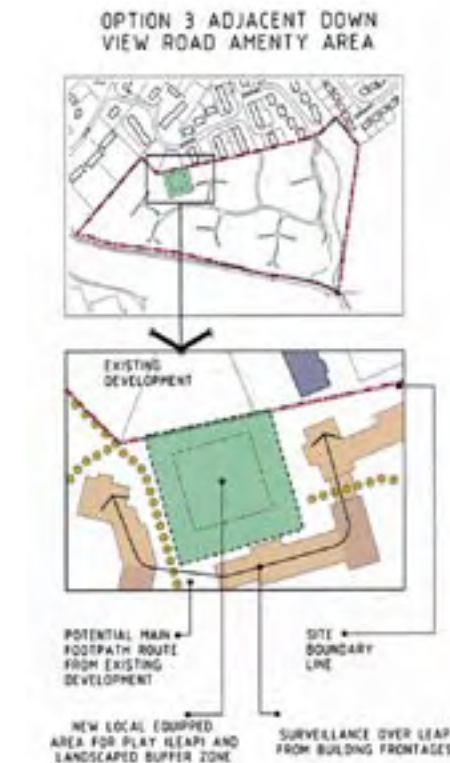 OPTION 3 ADJACENT DOWN
VIEW ROAD AMENTY AREA
EXISTING
DEVELOPMENT
POTENTIAL MAIN
FOOTPATH ROUTE
FROM EXISTING
DEVELOPMENT
SITE
BOUNDARY
LINE
NEW LOCAL EQUIPPED
AREA FOR PLAY (LEAP) AND
LANDSCAPED BUFFER ZONE
SURVEILLANCE OVER LEAP
FROM BUILDING FRONTAGES